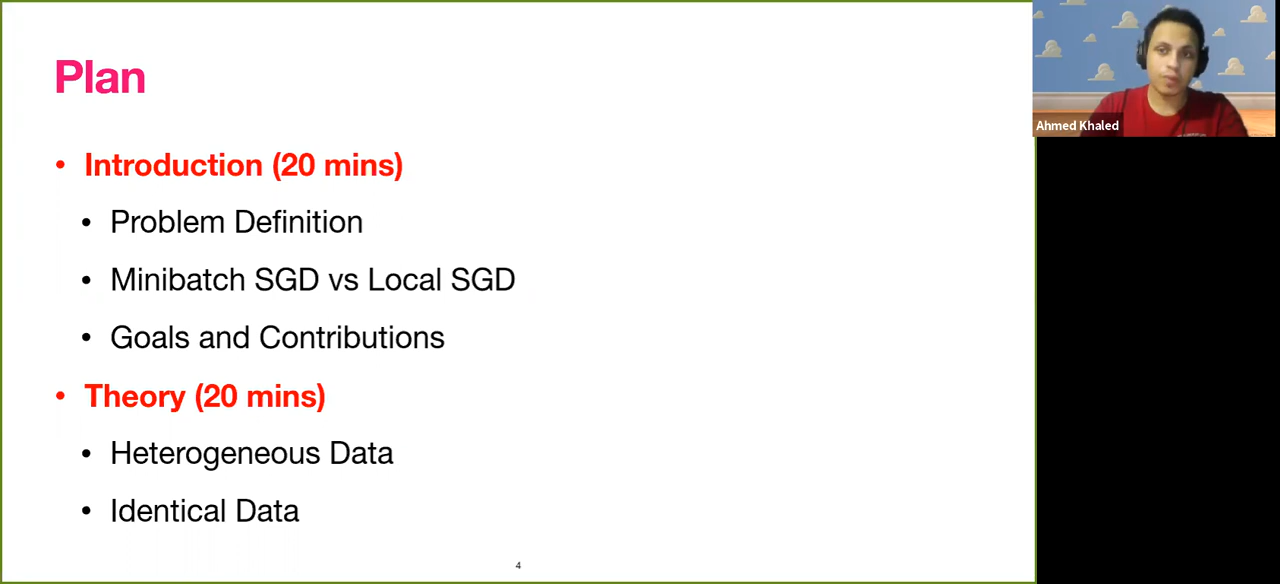 Plan
• Introduction (20 mins)
• Problem Definition
• Minibatch SGD vs Local SGD
• Goals and Contributions
• Theory (20 mins)
• Heterogeneous Data
• Identical Data
4
Ahmed Khaled